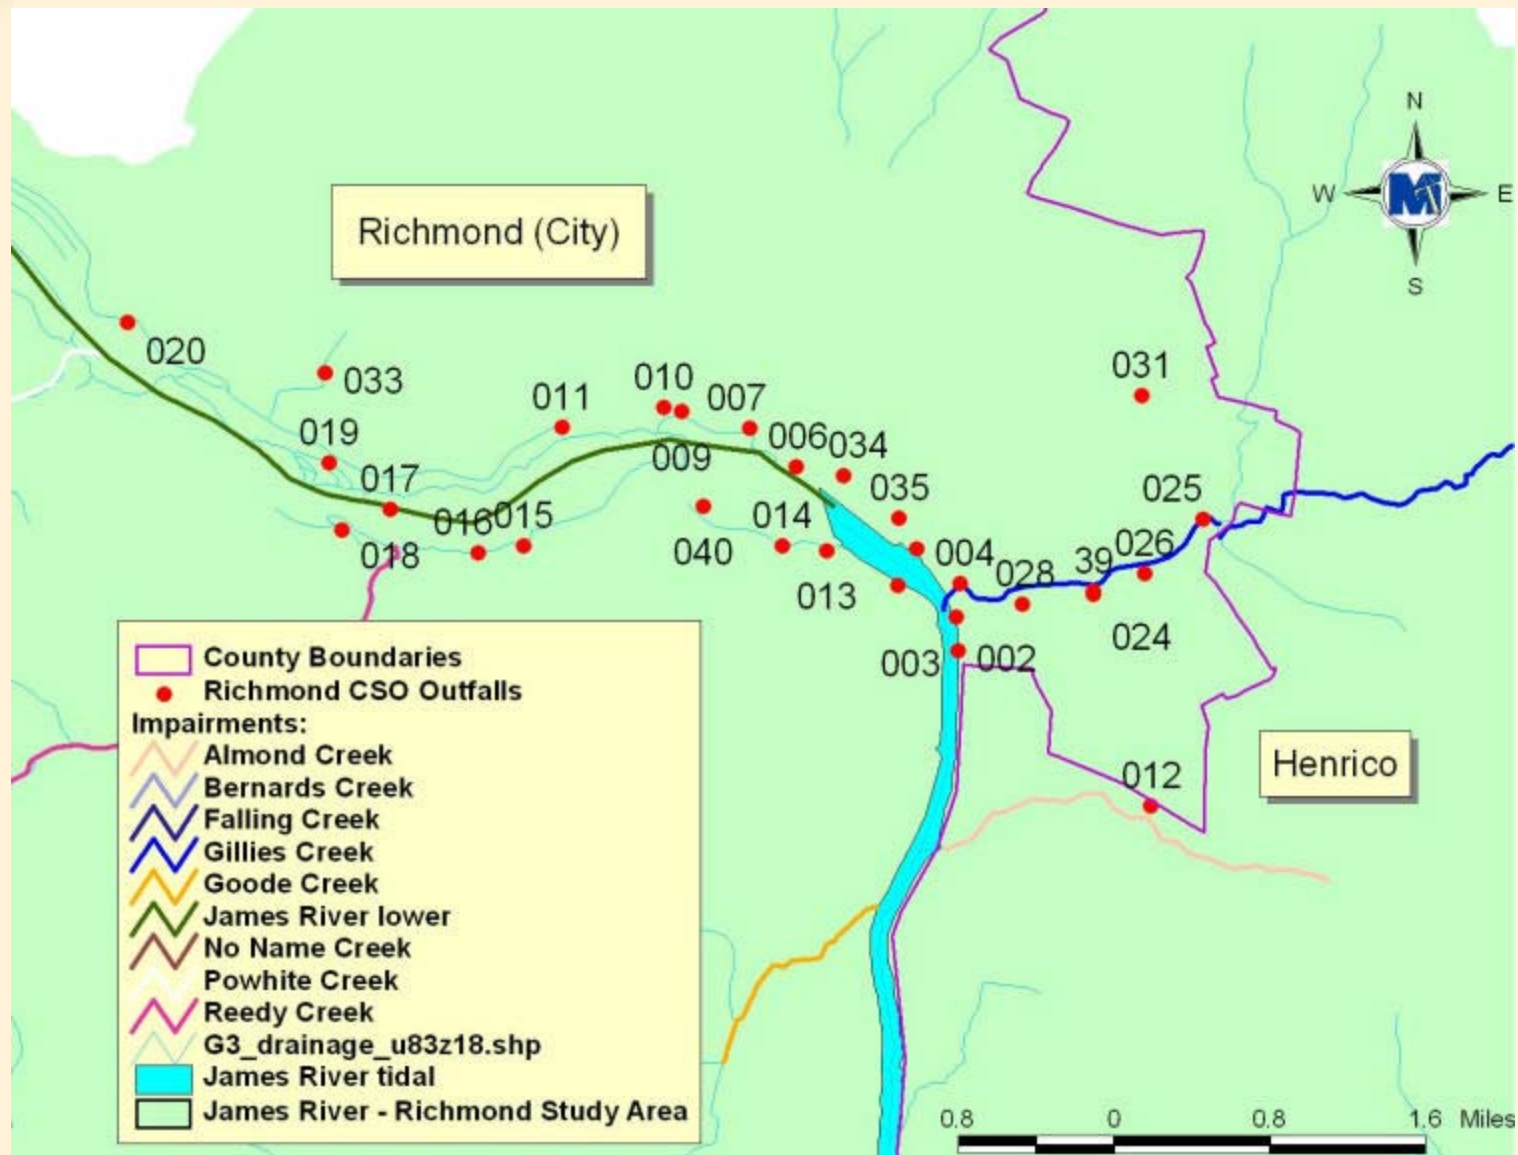 N
W
E
S
Richmond (City)
020
033
031
010
011
007
019
006
034
009
017
035
025
016
015
014
040
018
004
026
39
028
013
024
003
002
County Boundaries
Richmond CSO Outfalls
Impairments:
Almond Creek
Bernards Creek
Falling Creek
Gillies Creek
Goode Creek
James River lower
No Name Creek
Powhite Creek
Reedy Creek
G3_drainage_u83z18.shp
James River tidal
James River - Richmond Study Area
Henrico
012
0.8 0 0.8 1.6 Miles